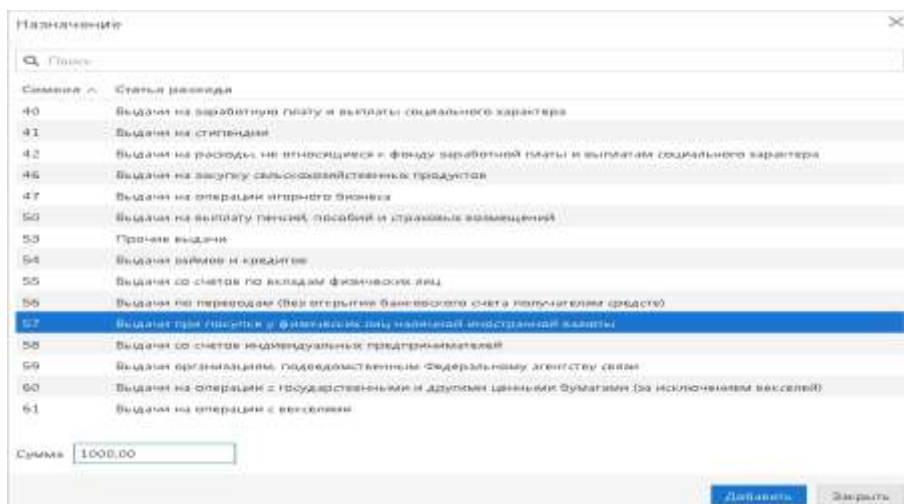 Назначение
Поиск
Символ Статья расхода
40 Выдачи на заработную плату и выплаты социального характера
41 Выдачи на стипендии
42 Выдачи на расходы, не относящиеся к фонду заработной платы и выплатам социального характера
46 Выдачи на закупку сельскохозяйственных продуктов
47 Выдачи на операции игорного бизнеса
50 Выдачи на выплату пенсий, пособий и страховых возмещений
53 Прочие выдачи
54 Выдачи займов и кредитов
55 Выдачи со счетов по вкладам физических лиц
56 Выдачи по переводам (без открытия банковского счета получателям средств)
57 Выдачи при покупке у физических лиц наличной иностранной валюты
58 Выдачи со счетов индивидуальных предпринимателей
59 Выдачи организациям, подведомственным Федеральному агентству связи
60 Выдачи на операции с государственными и другими ценными бумагами (за исключением векселей)
61 Выдачи на операции с векселями
Сумма 1000,00
Добавить Закрыть